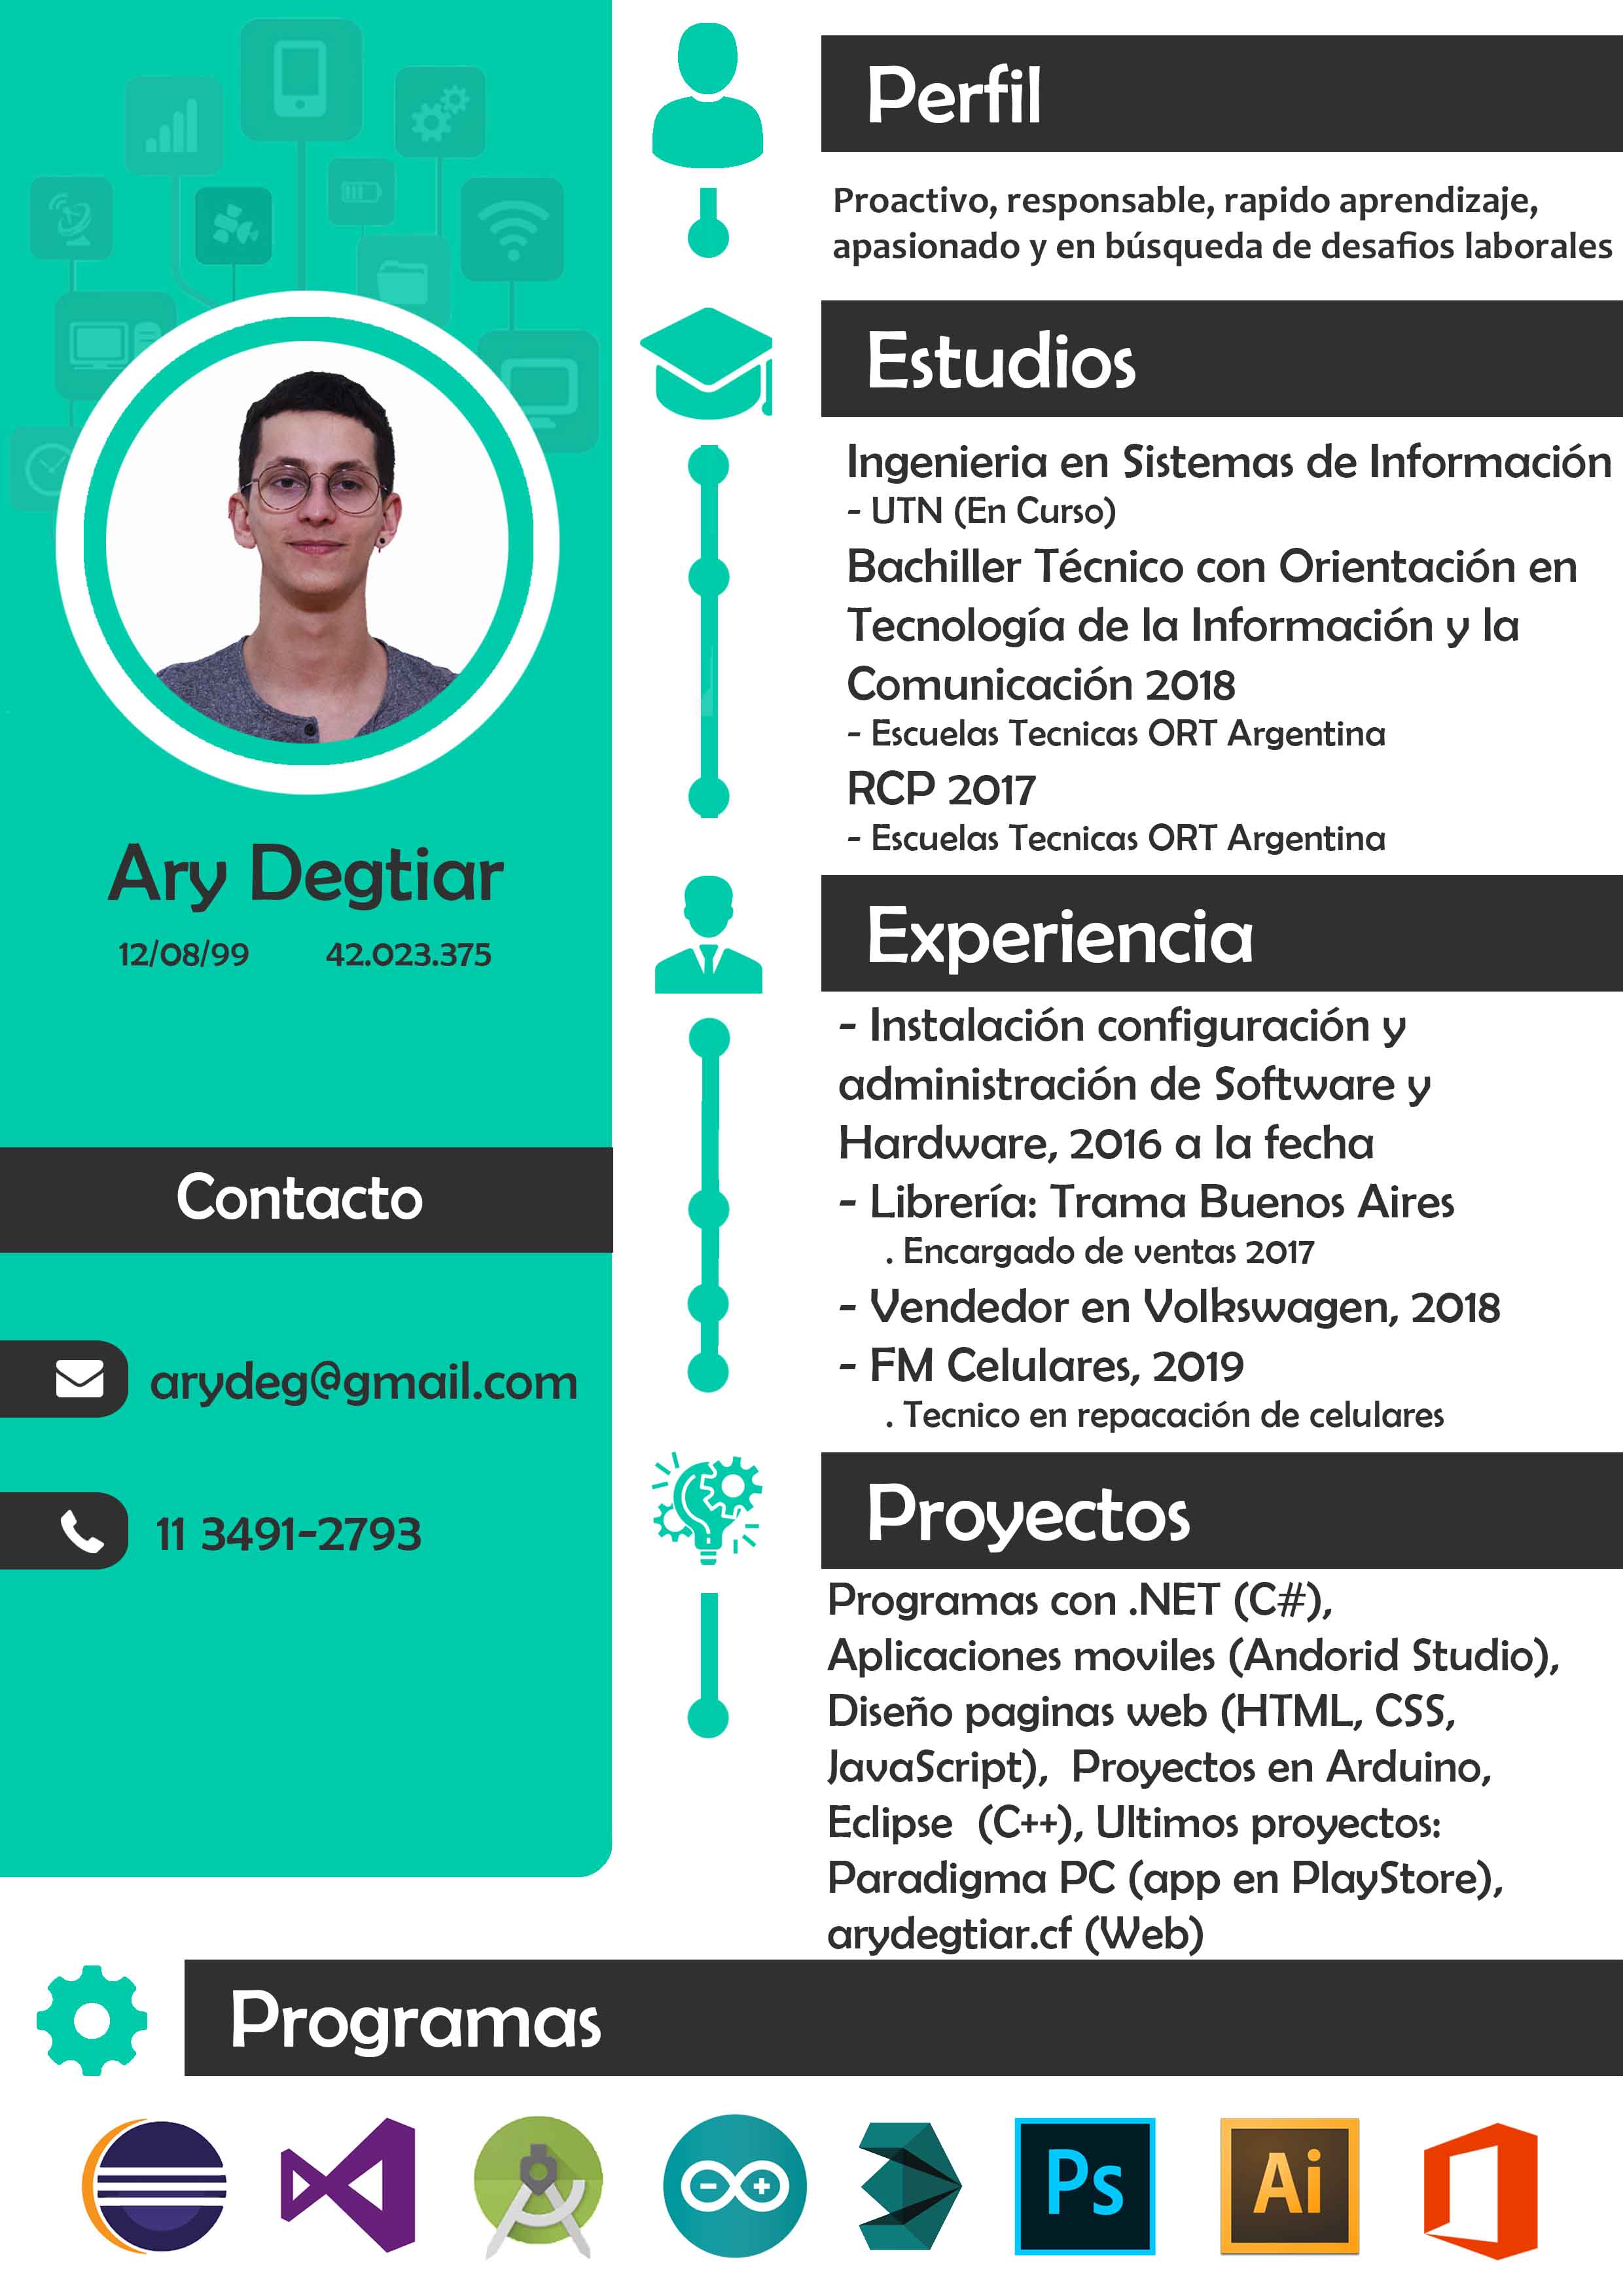 Ary Degtiar
12/08/99 42.023.375
Contacto
arydeg@gmail.com
11 3491-2793
Perfil
Proactivo, responsable, rapido aprendizaje,
apasionado y en búsqueda de desafios laborales
Estudios
Ingenieria en Sistemas de Información
- UTN (En Curso)
Bachiller Técnico con Orientación en
Tecnología de la Información y la
Comunicación 2018
- Escuelas Tecnicas ORT Argentina
RCP 2017
- Escuelas Tecnicas ORT Argentina
Experiencia
- Instalación configuración y
administración de Software y
Hardware, 2016 a la fecha
- Librería: Trama Buenos Aires
. Encargado de ventas 2017
- Vendedor en Volkswagen, 2018
- FM Celulares, 2019
. Tecnico en repacación de celulares
Proyectos
Programas con .NET (C#),
Aplicaciones moviles (Andorid Studio),
Diseño paginas web (HTML, CSS,
JavaScript), Proyectos en Arduino,
Eclipse (C++), Ultimos proyectos:
Paradigma PC (app en PlayStore),
arydegtiar.cf (Web)
Programas
Ps Ai